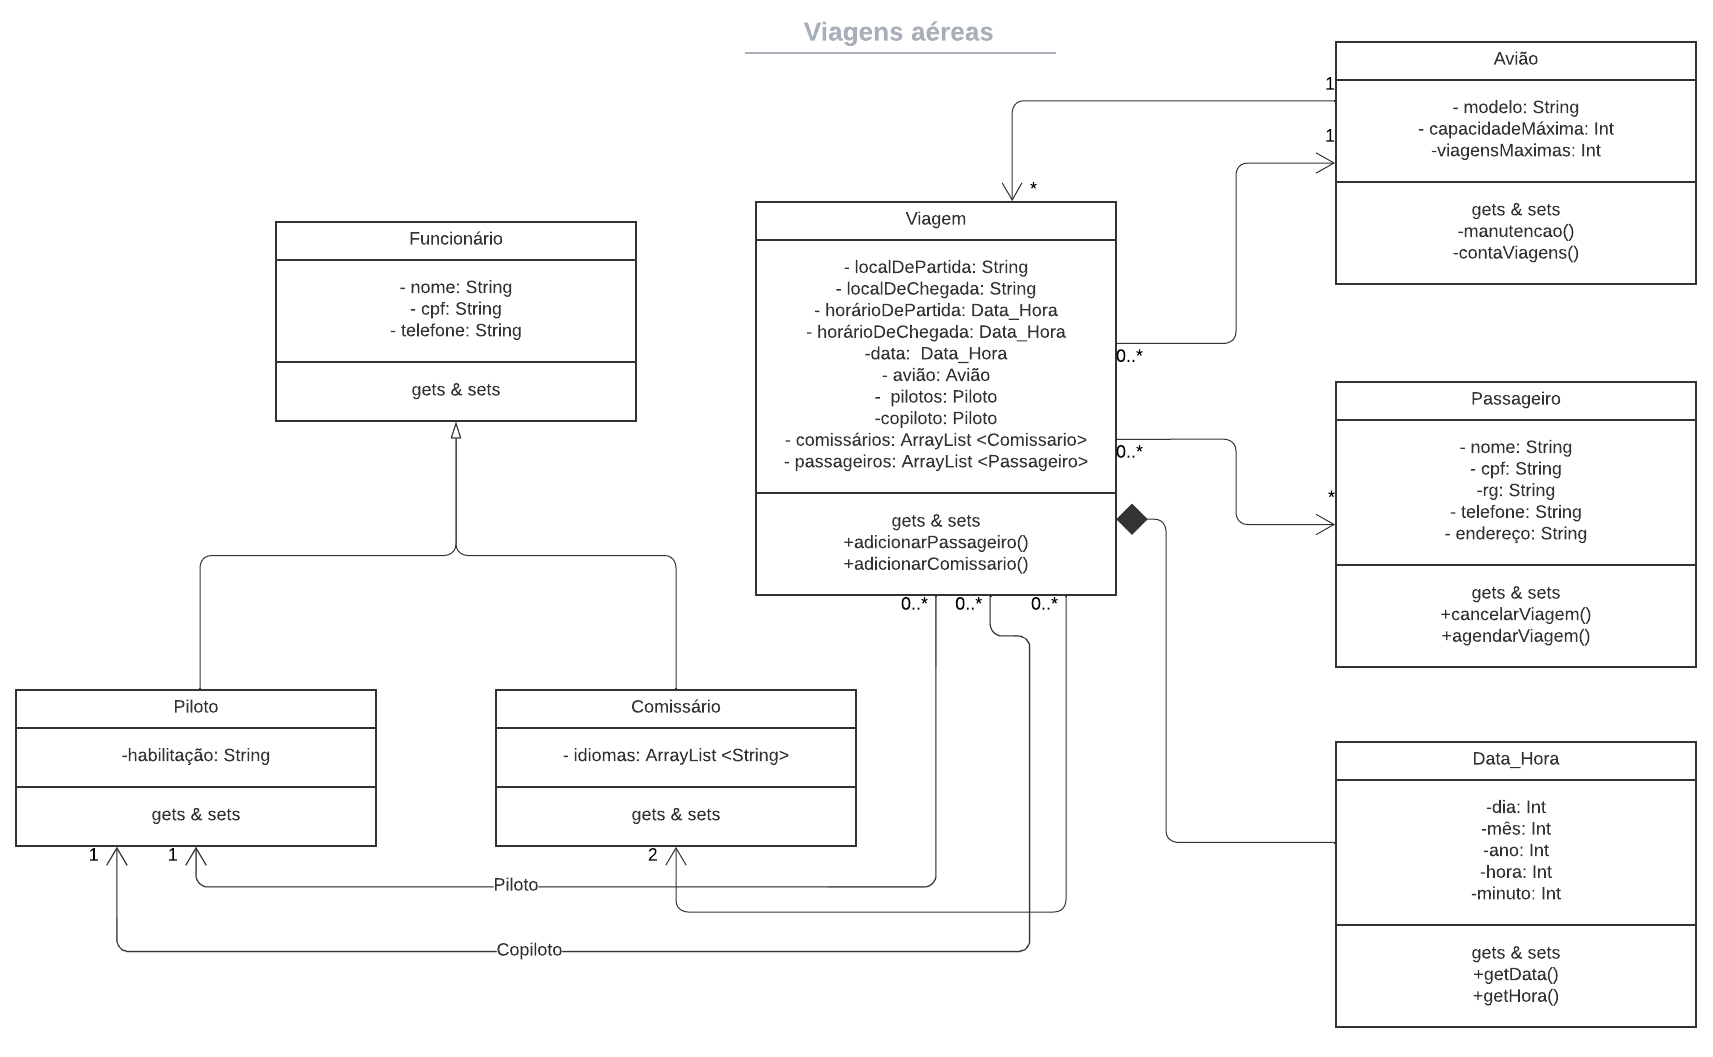 Viagens aéreas
Avião
- modelo: String
- capacidadeMáxima: Int
-viagensMaximas: Int
gets & sets
-manutencao()
-contaViagens()
1
1
*
Viagem
- localDePartida: String
- localDeChegada: String
- horárioDePartida: Data_Hora
- horárioDeChegada: Data_Hora
-data:  Data_Hora
- avião: Avião
-  pilotos: Piloto
-copiloto: Piloto
- comissários: ArrayList <Comissario>
- passageiros: ArrayList <Passageiro>
gets & sets
+adicionarPassageiro()
+adicionarComissario()
0..*
0..*
*
0..*
0..*
0..*
Funcionário
- nome: String
- cpf: String
- telefone: String
gets & sets
Passageiro
- nome: String
- cpf: String
-rg: String
- telefone: String
- endereço: String
gets & sets
+cancelarViagem()
+agendarViagem()
Piloto
-habilitação: String
gets & sets
1
1
Comissário
- idiomas: ArrayList <String>
gets & sets
2
Piloto
Copiloto
Data_Hora
-dia: Int
-mês: Int
-ano: Int
-hora: Int
-minuto: Int
gets & sets
+getData()
+getHora()